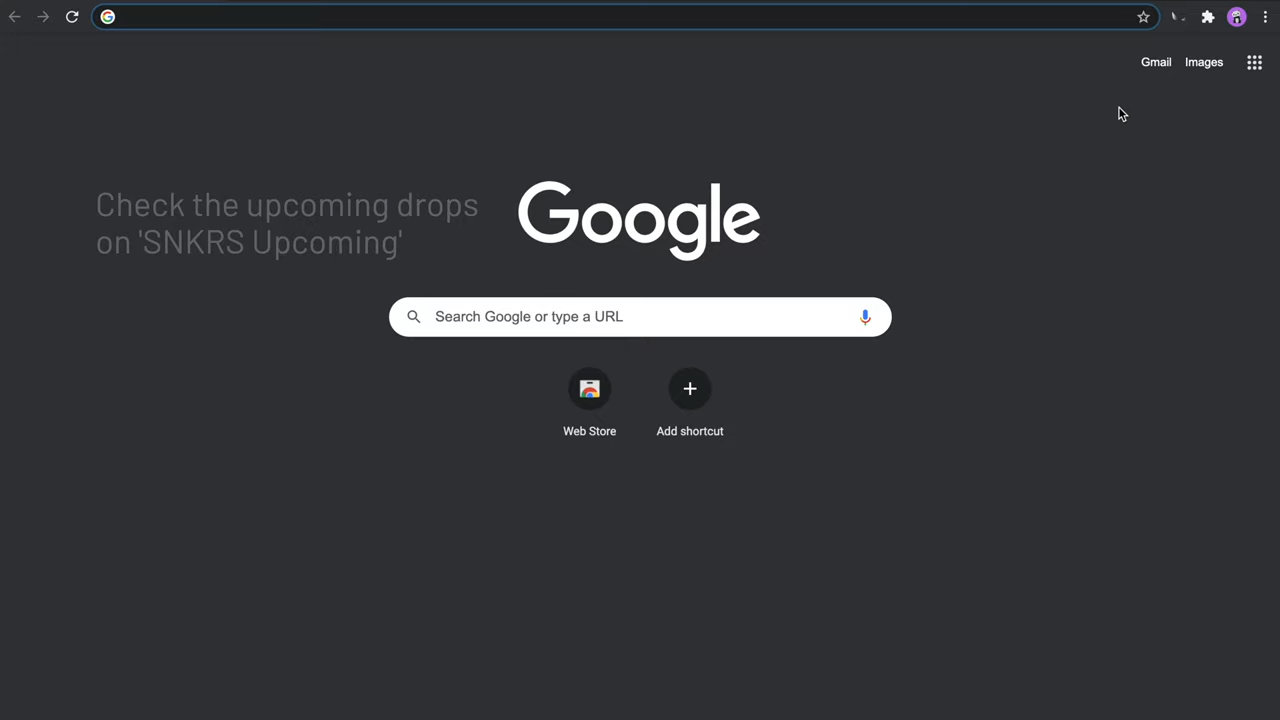 Gmail Images
Check the upcoming drops
on 'SNKRS Upcoming'
Google
Search Google or type a URL
Web Store
Add shortcut